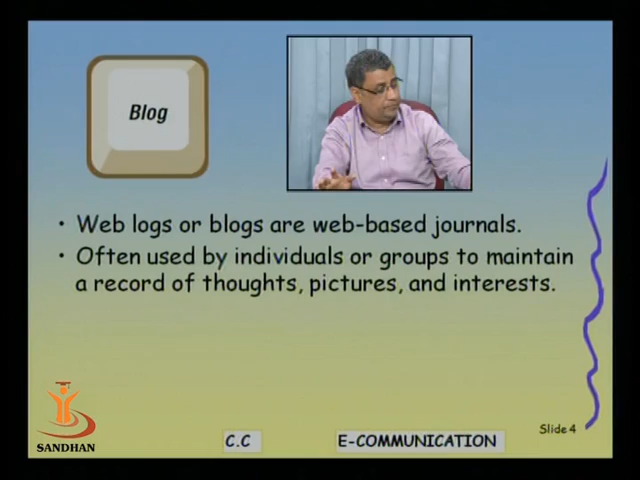 Blog
• Web logs or blogs are web-based journals.
• Often used by individuals or groups to maintain
a record of thoughts, pictures, and interests.
Slide 4
SANDHAN
C.C
E-COMMUNICATION